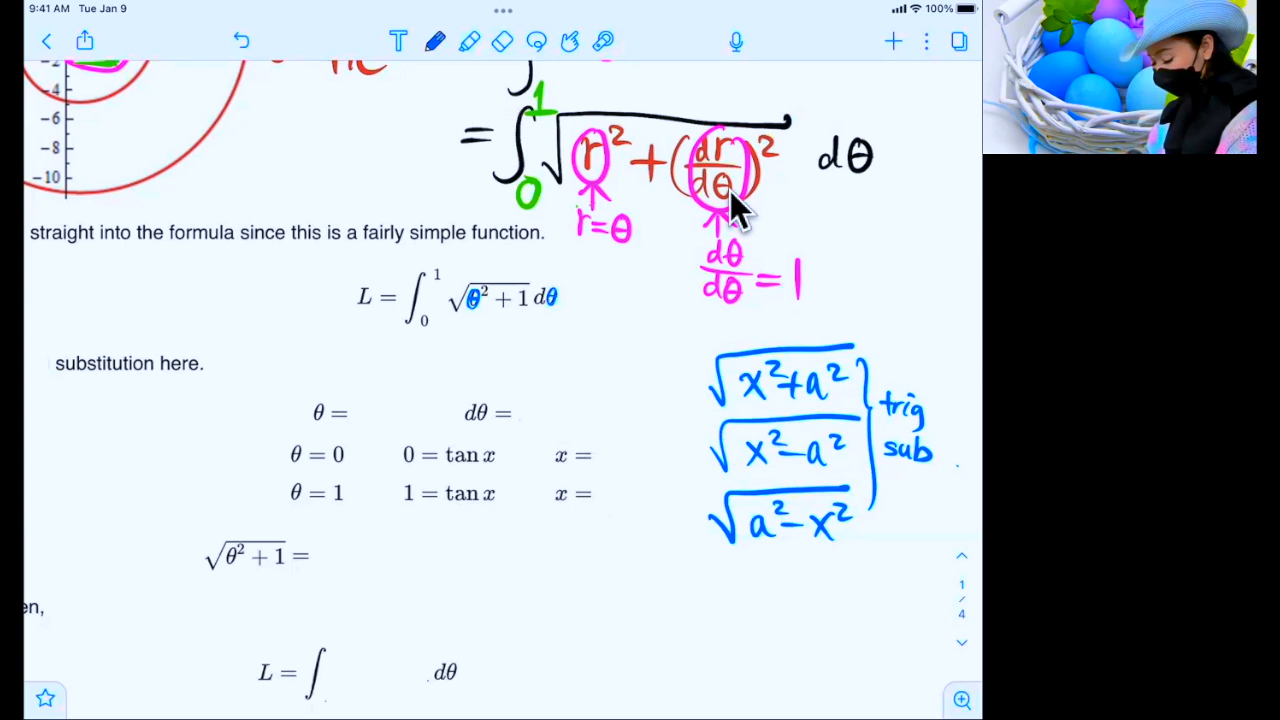 9:41 AM Tue Jan 9
100%
-2
-4
-6
-8
-10
= ∫₀¹ √(r² + (dr/dθ)²) dθ
r=θ
dθ/dθ = 1
straight into the formula since this is a fairly simple function.
L = ∫₀¹ √(θ² + 1) dθ
substitution here.
θ = dθ =
θ = 0 0 = tan x x =
θ = 1 1 = tan x x =
√(θ² + 1) =
en,
L = ∫ dθ
√(x²+a²)
√(x²-a²)
√(a²-x²)
trig
sub
1
/
4